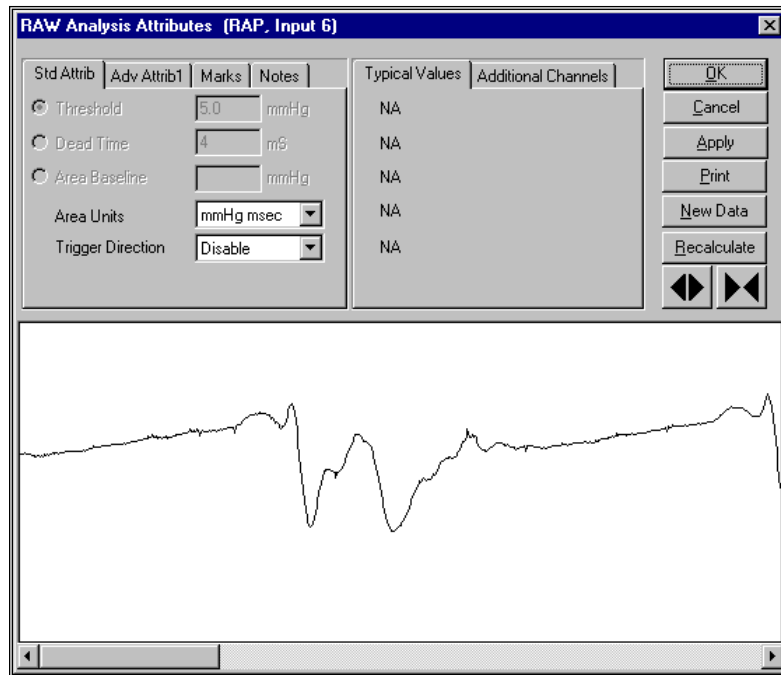 RAW Analysis Attributes (RAP, Input 6)
Std Attrib Adv Attrib1 Marks Notes
Threshold 5.0 mmHg
Dead Time 4 mS
Area Baseline mmHg
Area Units mmHg msec
Trigger Direction Disable
Typical Values Additional Channels
NA
NA
NA
NA
NA
OK
Cancel
Apply
Print
New Data
Recalculate